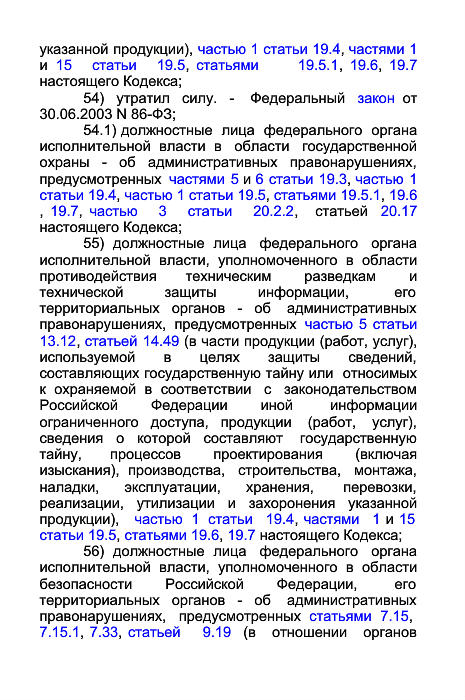 указанной продукции), частью 1 статьи 19.4, частями 1
и 15 статьи 19.5, статьями 19.5.1, 19.6, 19.7
настоящего Кодекса;
54) утратил силу. - Федеральный закон от
30.06.2003 N 86-ФЗ;
54.1) должностные лица федерального органа
исполнительной власти в области государственной
охраны - об административных правонарушениях,
предусмотренных частями 5 и 6 статьи 19.3, частью 1
статьи 19.4, частью 1 статьи 19.5, статьями 19.5.1, 19.6
, 19.7, частью 3 статьи 20.2.2, статьей 20.17
настоящего Кодекса;
55) должностные лица федерального органа
исполнительной власти, уполномоченного в области
противодействия техническим разведкам и
технической защиты информации, его
территориальных органов - об административных
правонарушениях, предусмотренных частью 5 статьи
13.12, статьей 14.49 (в части продукции (работ, услуг),
используемой в целях защиты сведений,
составляющих государственную тайну или относимых
к охраняемой в соответствии с законодательством
Российской Федерации иной информации
ограниченного доступа, продукции (работ, услуг),
сведения о которой составляют государственную
тайну, процессов проектирования (включая
изыскания), производства, строительства, монтажа,
наладки, эксплуатации, хранения, перевозки,
реализации, утилизации и захоронения указанной
продукции), частью 1 статьи 19.4, частями 1 и 15
статьи 19.5, статьями 19.6, 19.7 настоящего Кодекса;
56) должностные лица федерального органа
исполнительной власти, уполномоченного в области
безопасности Российской Федерации, его
территориальных органов - об административных
правонарушениях, предусмотренных статьями 7.15,
7.15.1, 7.33, статьей 9.19 (в отношении органов